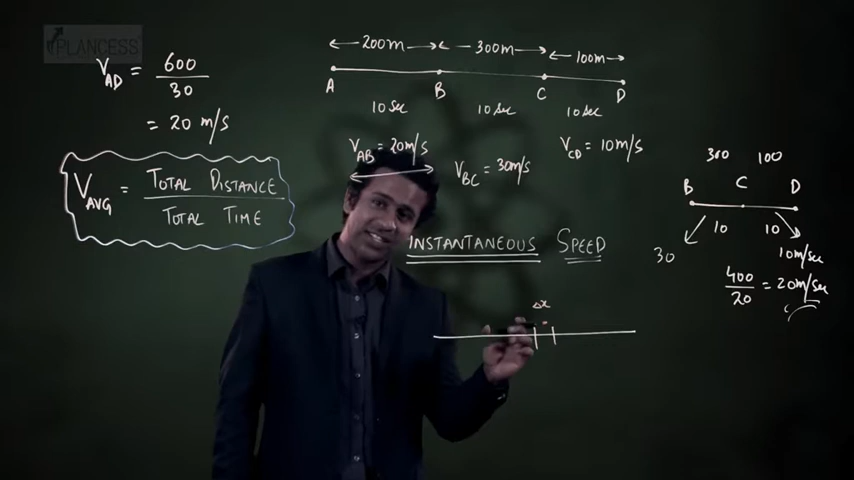 PLANCESS
V_AD = 600/30
= 20 m/s
V_AVG = TOTAL DISTANCE / TOTAL TIME
200m 300m 100m
A B C D
10 Sec 10 Sec 10 Sec
V_AB = 20m/s V_BC = 30m/s V_CD = 10m/s
INSTANTANEOUS SPEED
Δx
300 100
B C D
10 10
30 10m/sec
400/20 = 20m/sec